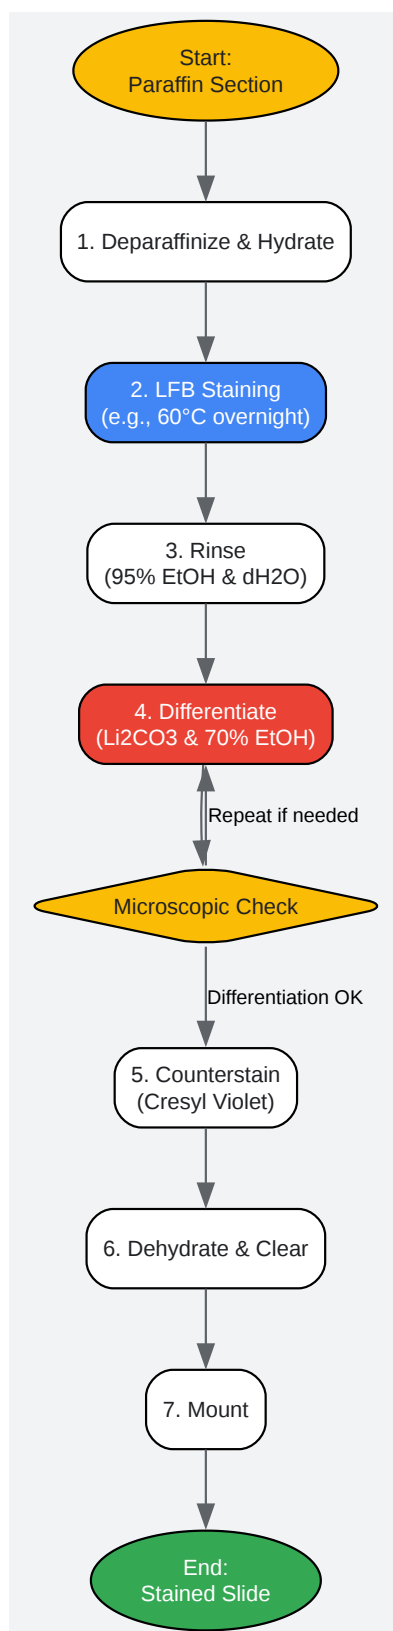 Start:
Paraffin Section
1. Deparaffinize & Hydrate
2. LFB Staining
(e.g., 60°C overnight)
3. Rinse
(95% EtOH & dH2O)
4. Differentiate
(Li2CO3 & 70% EtOH)
Repeat if needed
Microscopic Check
Differentiation OK
5. Counterstain
(Cresyl Violet)
6. Dehydrate & Clear
7. Mount
End:
Stained Slide